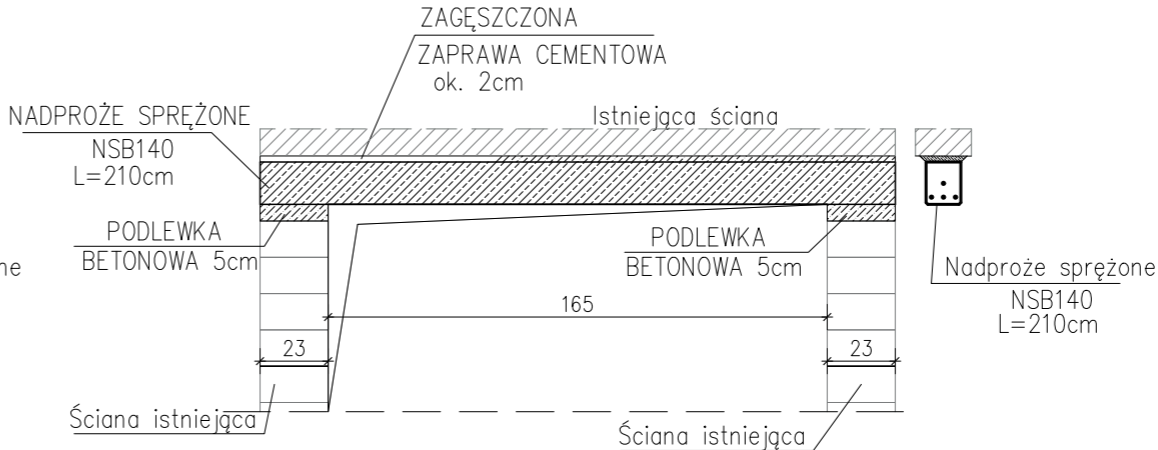 ZAGĘSZCZONA
ZAPRAWA CEMENTOWA
ok. 2cm
NADPROŻE SPRĘŻONE
NSB140
L=210cm
Istniejąca ściana
PODLEWKA
BETONOWA 5cm
PODLEWKA
BETONOWA 5cm
ne
Nadproże sprężone
NSB140
L=210cm
165
23
23
Ściana istniejąca
Ściana istniejąca